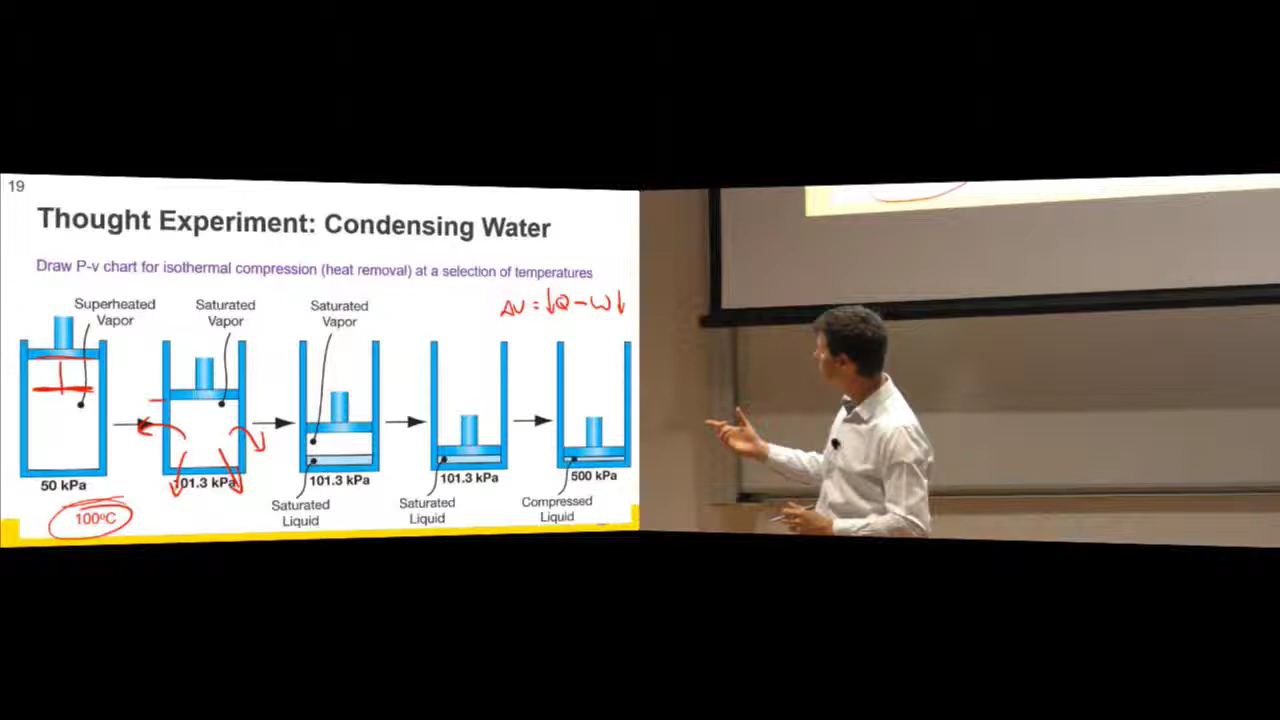 19
Thought Experiment: Condensing Water
Draw P-v chart for isothermal compression (heat removal) at a selection of temperatures
ΔU = ↓Q - W↓
Superheated
Vapor
Saturated
Vapor
Saturated
Vapor
50 kPa
101.3 kPa
101.3 kPa
101.3 kPa
500 kPa
Saturated
Liquid
Saturated
Liquid
Compressed
Liquid
100°C